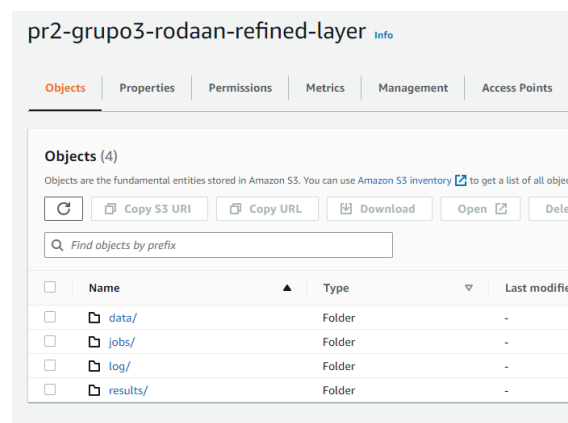 pr2-grupo3-rodaan-refined-layer Info
Objects Properties Permissions Metrics Management Access Points
Objects (4)
Objects are the fundamental entities stored in Amazon S3. You can use Amazon S3 inventory to get a list of all objec
Copy S3 URI Copy URL Download Open Dele
Find objects by prefix
Name Type Last modifie
data/ Folder -
jobs/ Folder -
log/ Folder -
results/ Folder -